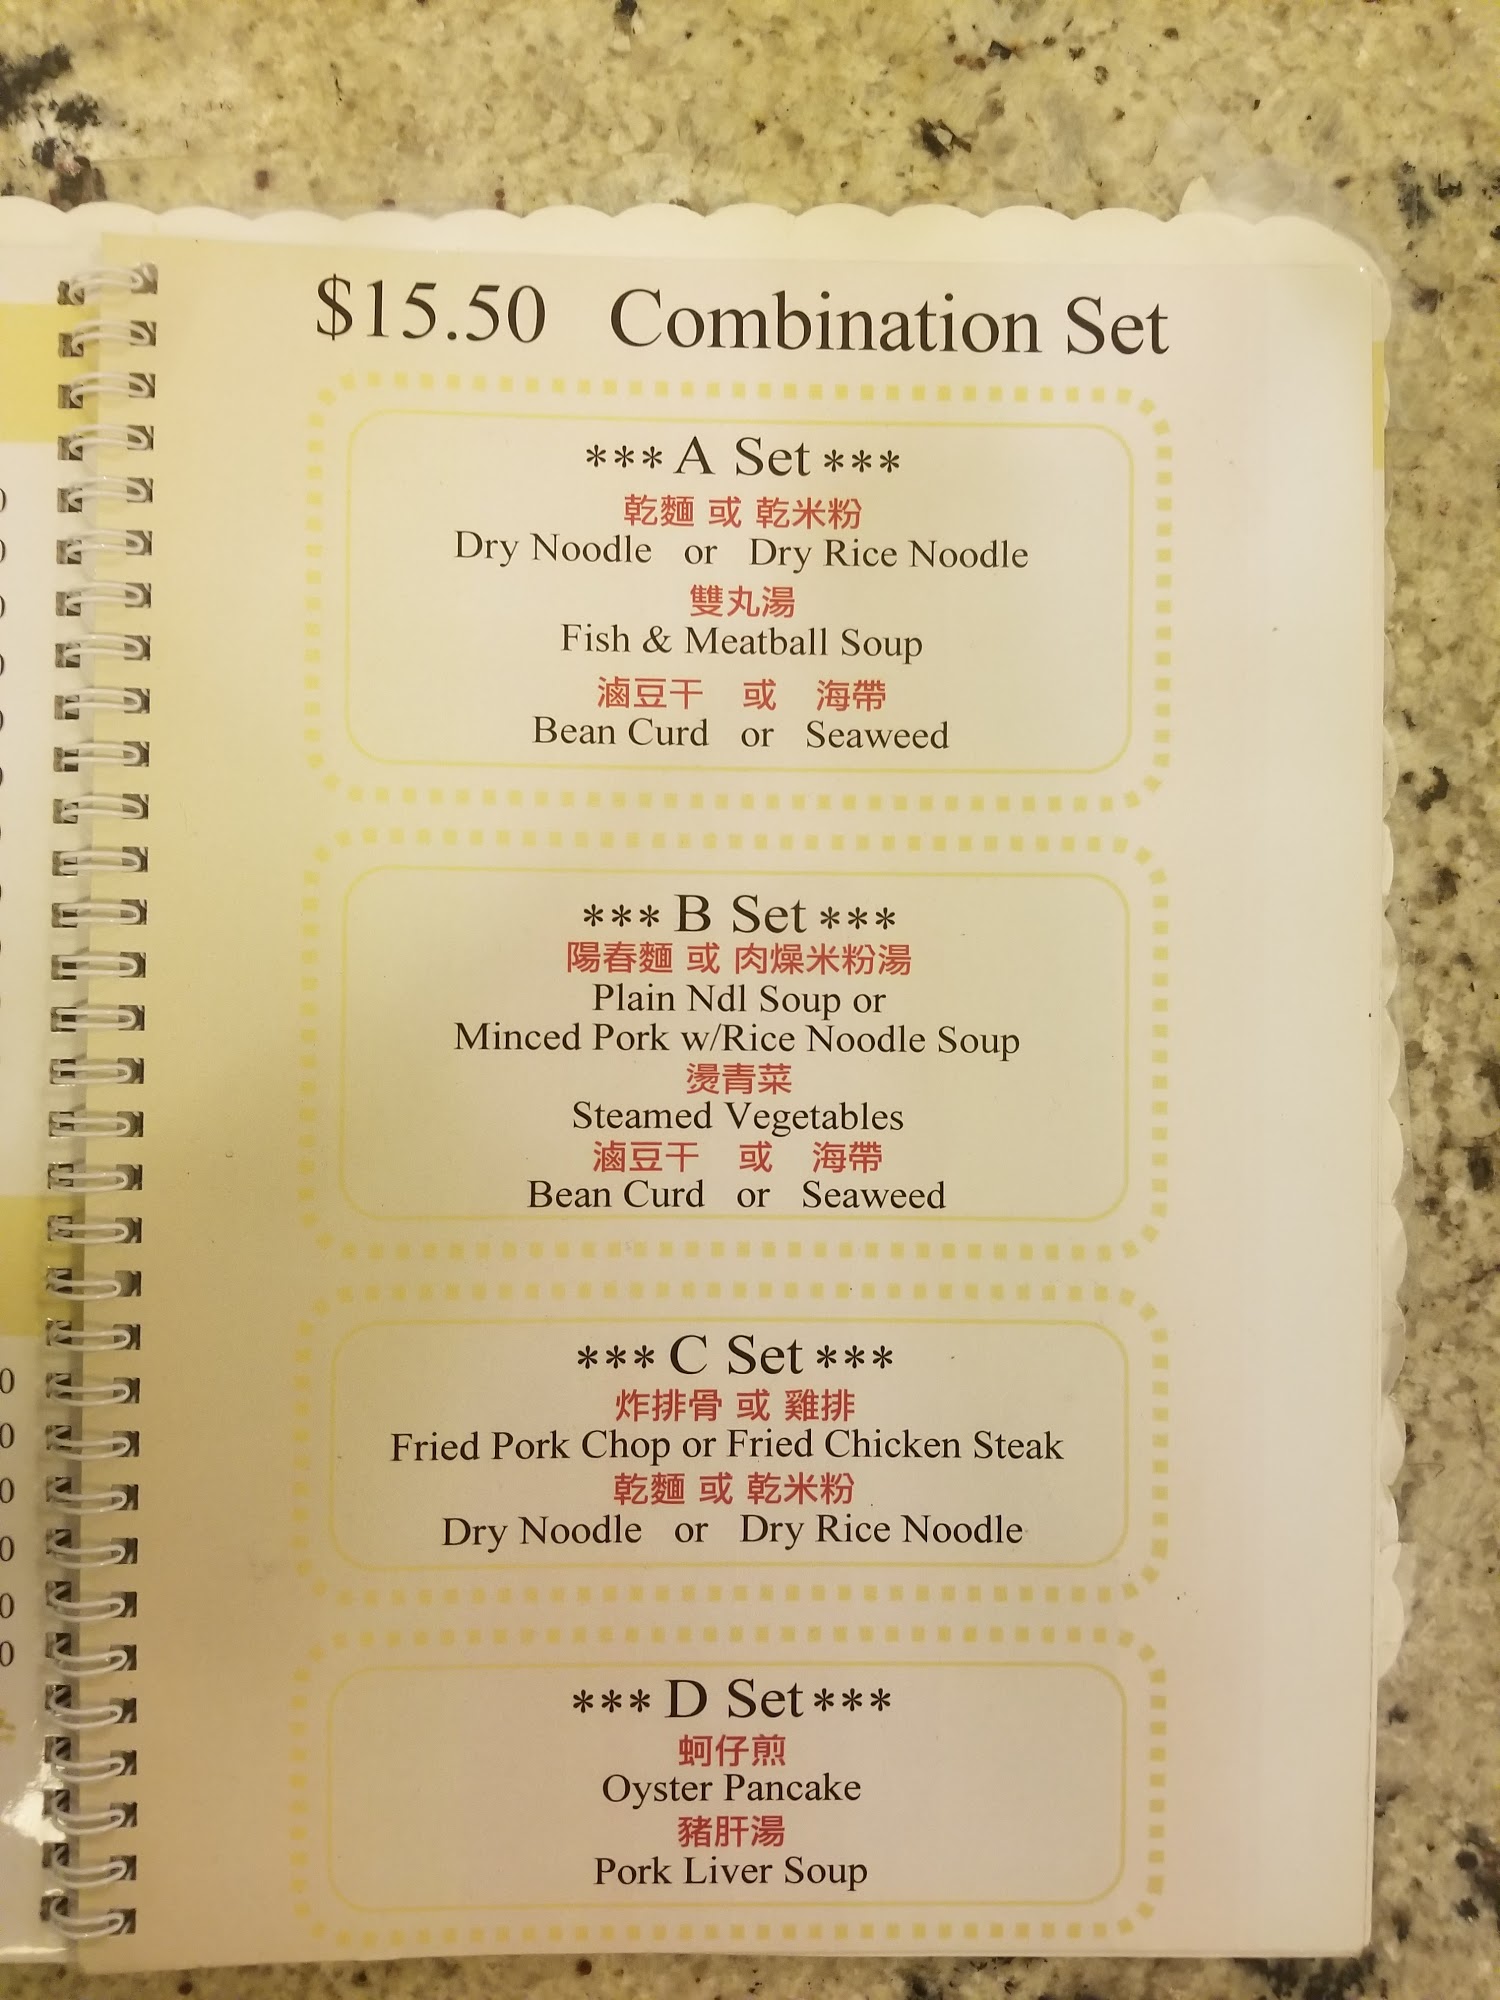 $15.50 Combination Set
*** A Set ***
乾麵 或 乾米粉
Dry Noodle or Dry Rice Noodle
雙丸湯
Fish & Meatball Soup
滷豆干 或 海帶
Bean Curd or Seaweed
*** B Set ***
陽春麵 或 肉燥米粉湯
Plain Ndl Soup or
Minced Pork w/Rice Noodle Soup
燙青菜
Steamed Vegetables
滷豆干 或 海帶
Bean Curd or Seaweed
*** C Set ***
炸排骨 或 雞排
Fried Pork Chop or Fried Chicken Steak
乾麵 或 乾米粉
Dry Noodle or Dry Rice Noodle
*** D Set ***
蚵仔煎
Oyster Pancake
豬肝湯
Pork Liver Soup